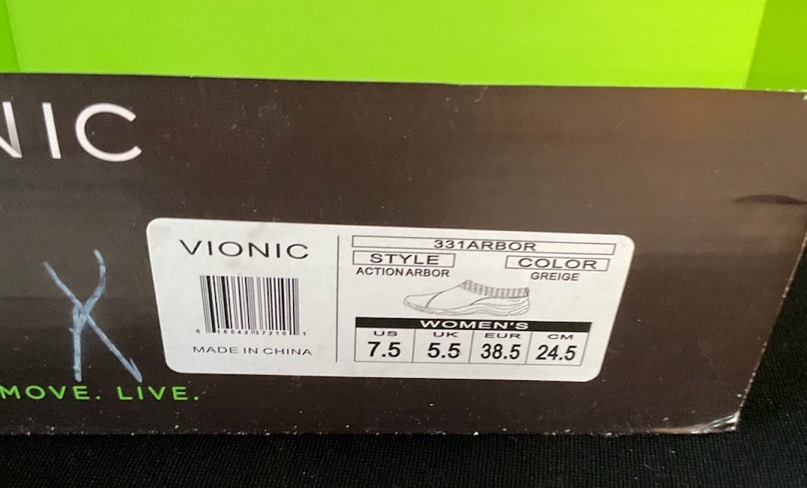 NIC
X
MOVE. LIVE.
VIONIC
MADE IN CHINA
331ARBOR
STYLE COLOR
ACTION ARBOR GREIGE
WOMEN'S
US UK EUR CM
7.5 5.5 38.5 24.5